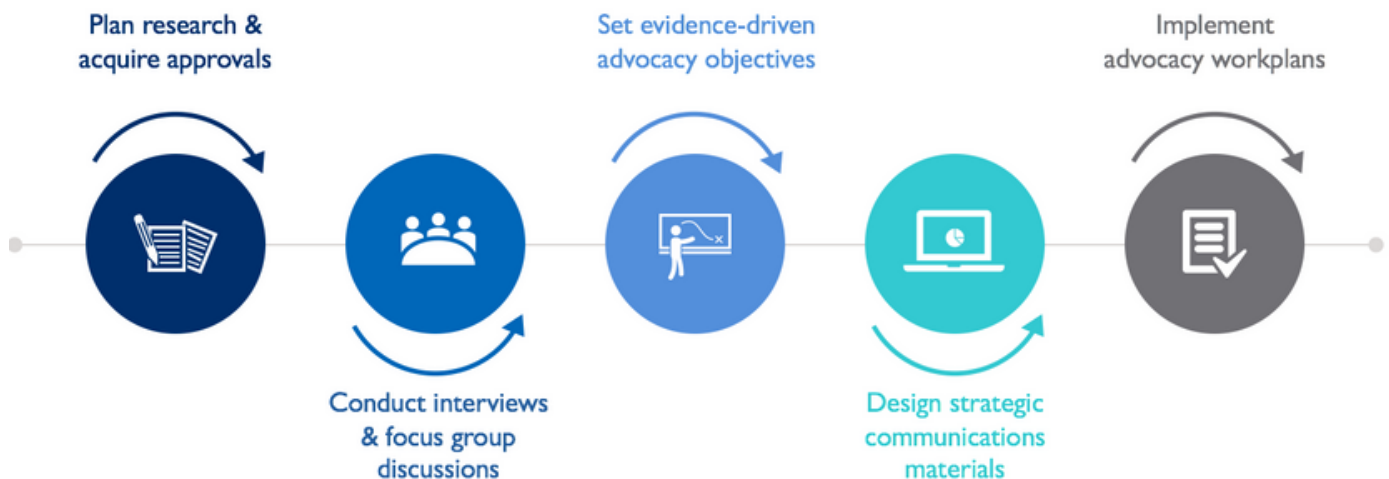 Plan research &
acquire approvals
Conduct interviews
& focus group
discussions
Set evidence-driven
advocacy objectives
Design strategic
communications
materials
Implement
advocacy workplans